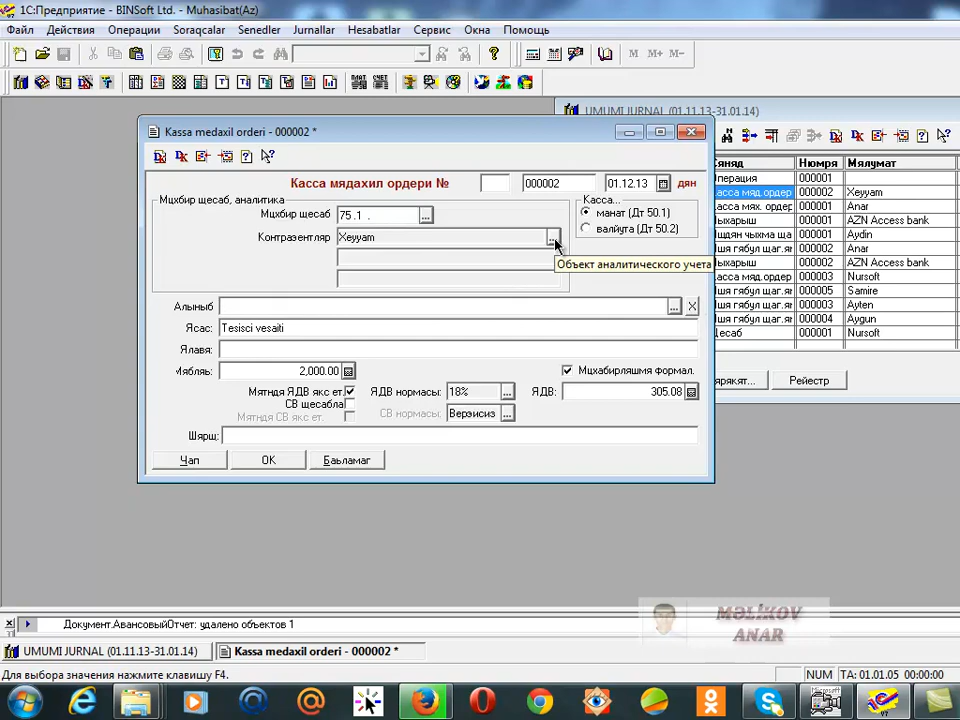 1С:Предприятие - BINSoft Ltd. - Muhasibat(Az)
Файл Действия Операции Soraqcalar Senedler Jurnallar Hesabatlar Сервис Окна Помощь
M M+ M-
UMUMI JURNAL (01.11.13-31.01.14)
Kassa medaxil orderi - 000002 *
Касса мядахил ордери № 000002 01.12.13 дян
Мцхбир щесаб, аналитика
Мцхбир щесаб 75 .1 .
Контразентляр Xeyyam
Касса...
манат (Дт 50.1)
валйута (Дт 50.2)
Объект аналитического учета
Алыныб
Ясас: Tesisci vesaiti
Ялавя:
Мябляь: 2,000.00
Мцхабирляшмя формал.
Мятндя ЯДВ якс ет. ЯДВ нормасы: 18% ЯДВ: 305.08
СВ щесабла
Мятндя СВ якс ет. СВ нормасы: Верэисиз
Шярщ:
Чап OK Баьламаг
Сяняд Нюмря Мялумат
Операция 000001
Касса мяд.ордер 000002 Xeyyam
Касса мях. ордер 000001 Anar
000001 AZN Access bank
000001 Aydin
000002 Anar
000002 AZN Access bank
Касса мяд.ордер 000003 Nursoft
000005 Samire
000003 Ayten
000004 Aygun
000001 Nursoft
Рейестр
MƏLİKOV
ANAR
Документ.АвансовыйОтчет: удалено объектов 1
UMUMI JURNAL (01.11.13-31.01.14) Kassa medaxil orderi - 000002 *
Для выбора значения нажмите клавишу F4. NUM TA: 01.01.05 00:00:00